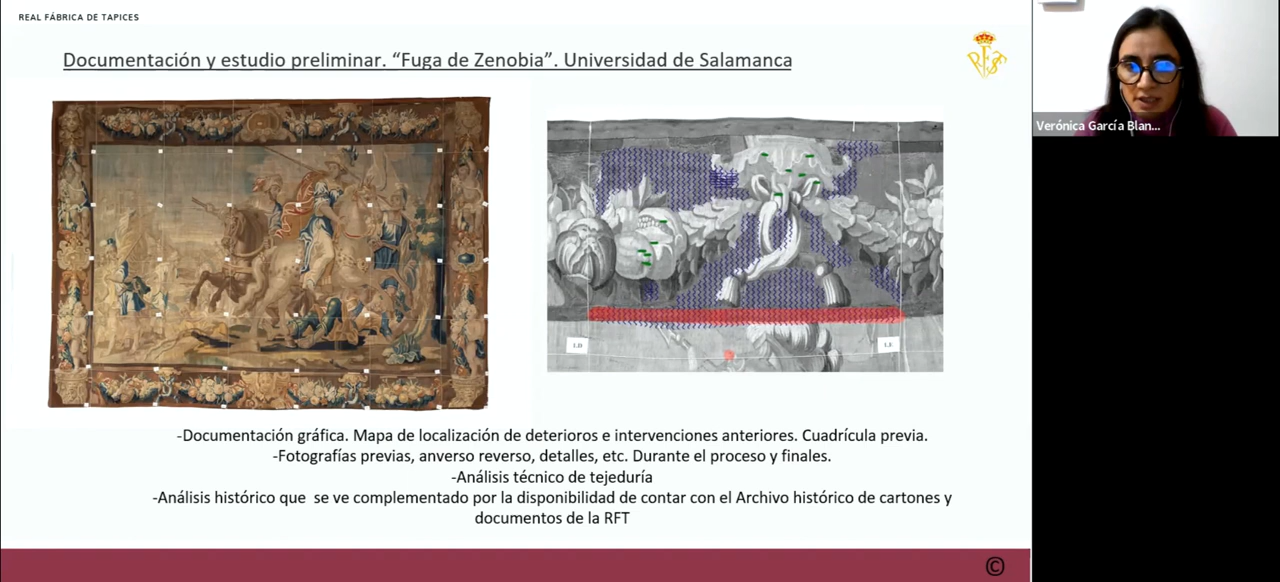 REAL FÁBRICA DE TAPICES
Documentación y estudio preliminar. “Fuga de Zenobia”. Universidad de Salamanca
Verónica García Blan...
1.D
1.E
-Documentación gráfica. Mapa de localización de deterioros e intervenciones anteriores. Cuadrícula previa.
-Fotografías previas, anverso reverso, detalles, etc. Durante el proceso y finales.
-Análisis técnico de tejeduría
-Análisis histórico que se ve complementado por la disponibilidad de contar con el Archivo histórico de cartones y
documentos de la RFT
©